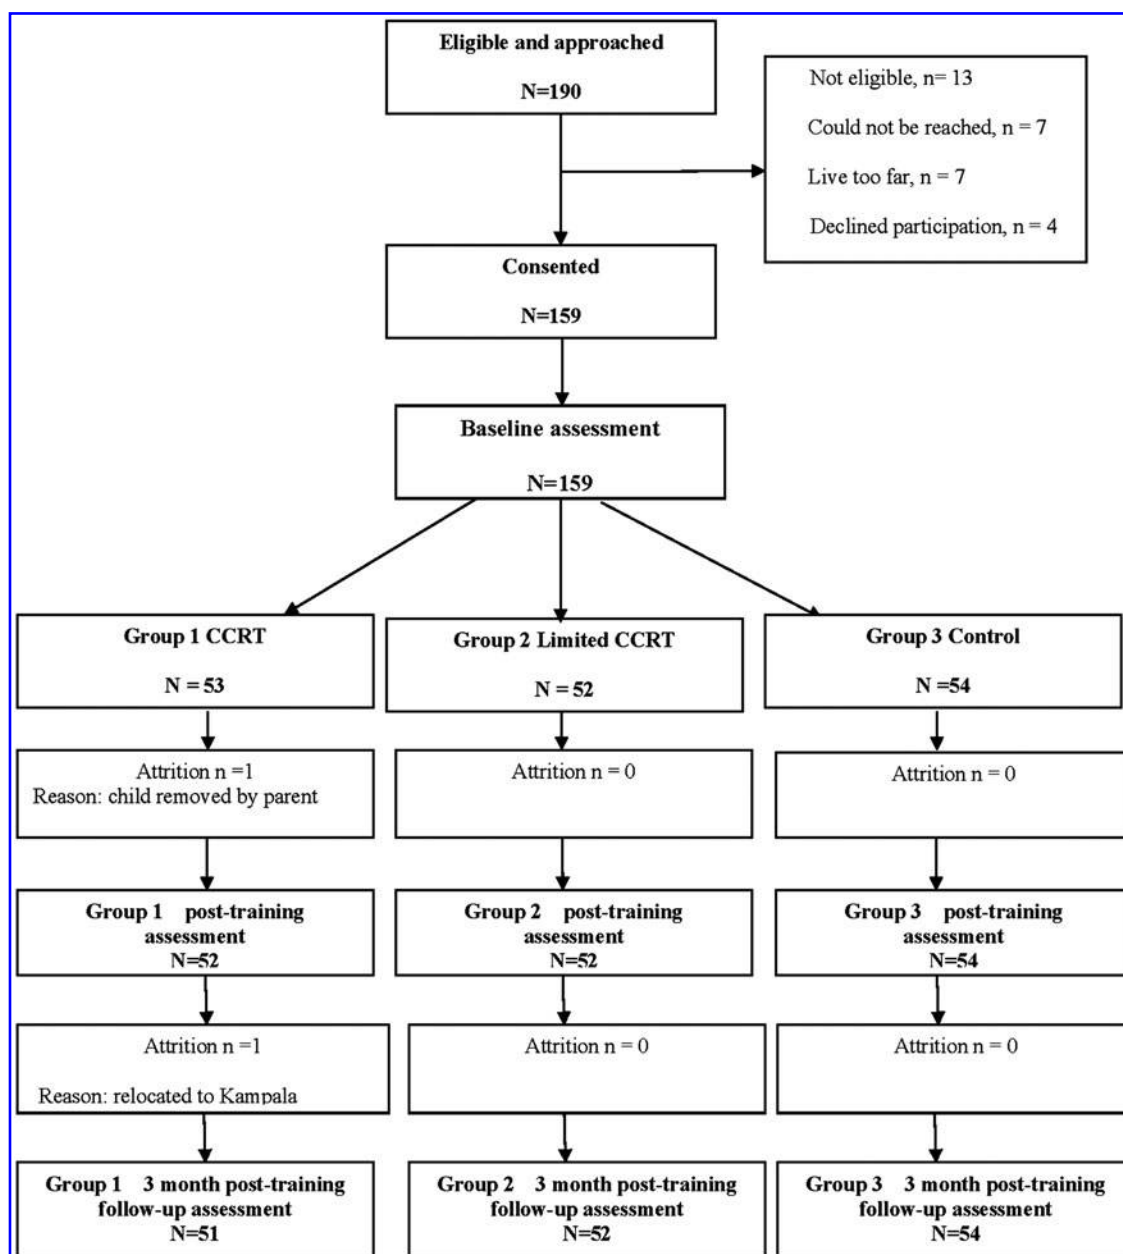 Eligible and approached
N=190
Not eligible, n= 13
Could not be reached, n = 7
Live too far, n = 7
Declined participation, n = 4
Consented
N=159
Baseline assessment
N=159
Group 1 CCRT
N = 53
Group 2 Limited CCRT
N = 52
Group 3 Control
N =54
Attrition n =1
Reason: child removed by parent
Attrition n = 0
Attrition n = 0
Group 1 post-training
assessment
N=52
Group 2 post-training
assessment
N=52
Group 3 post-training
assessment
N=54
Attrition n =1
Reason: relocated to Kampala
Attrition n = 0
Attrition n = 0
Group 1 3 month post-training
follow-up assessment
N=51
Group 2 3 month post-training
follow-up assessment
N=52
Group 3 3 month post-training
follow-up assessment
N=54